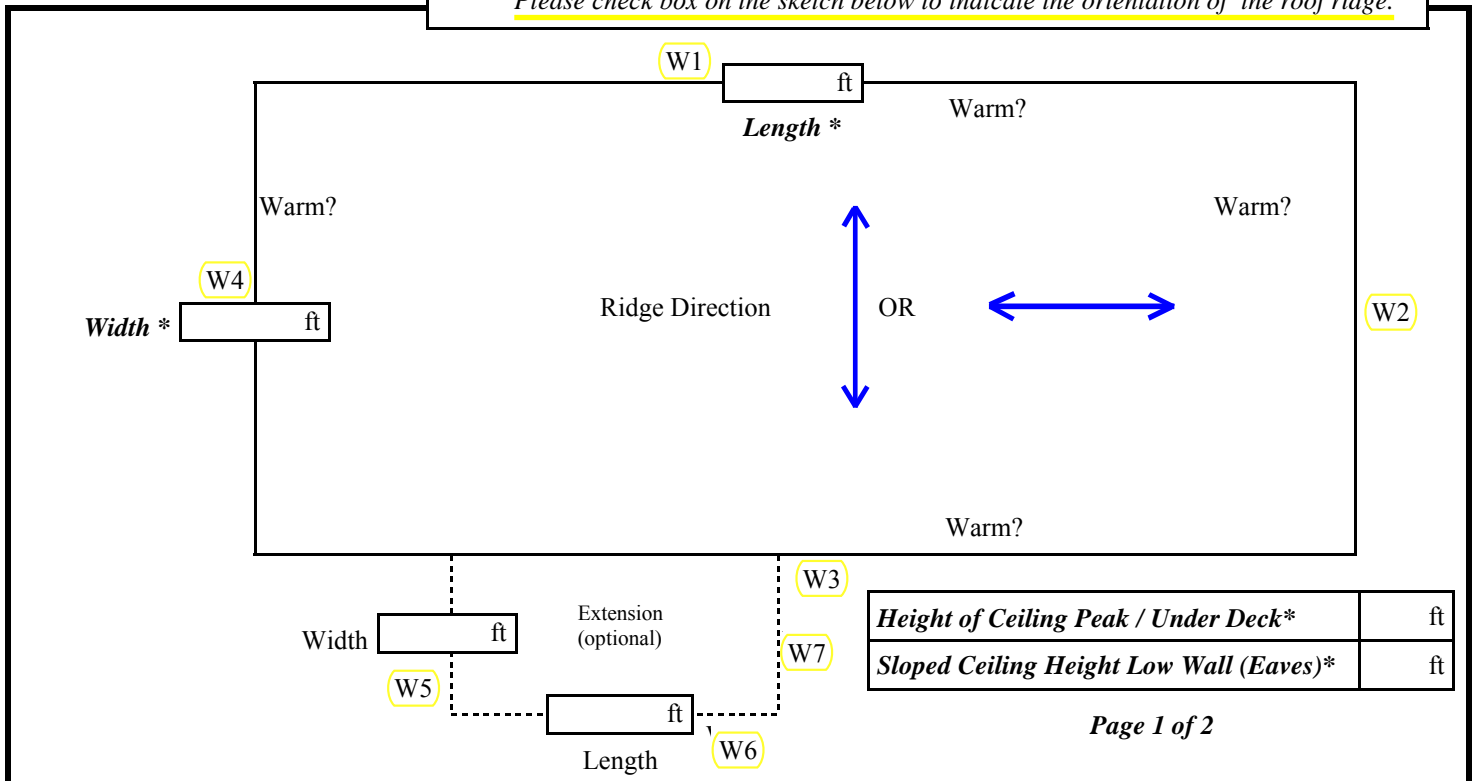 Please check box on the sketch below to indicate the orientation of the roof ridge.
W1
ft
Warm?
Length *
Warm?
Warm?
W4
Width *
ft
Ridge Direction
OR
W2
Warm?
W3
Extension
(optional)
Width
ft
W7
W5
Height of Ceiling Peak / Under Deck*
ft
Sloped Ceiling Height Low Wall (Eaves)*
ft
ft
W6
Length
Page 1 of 2